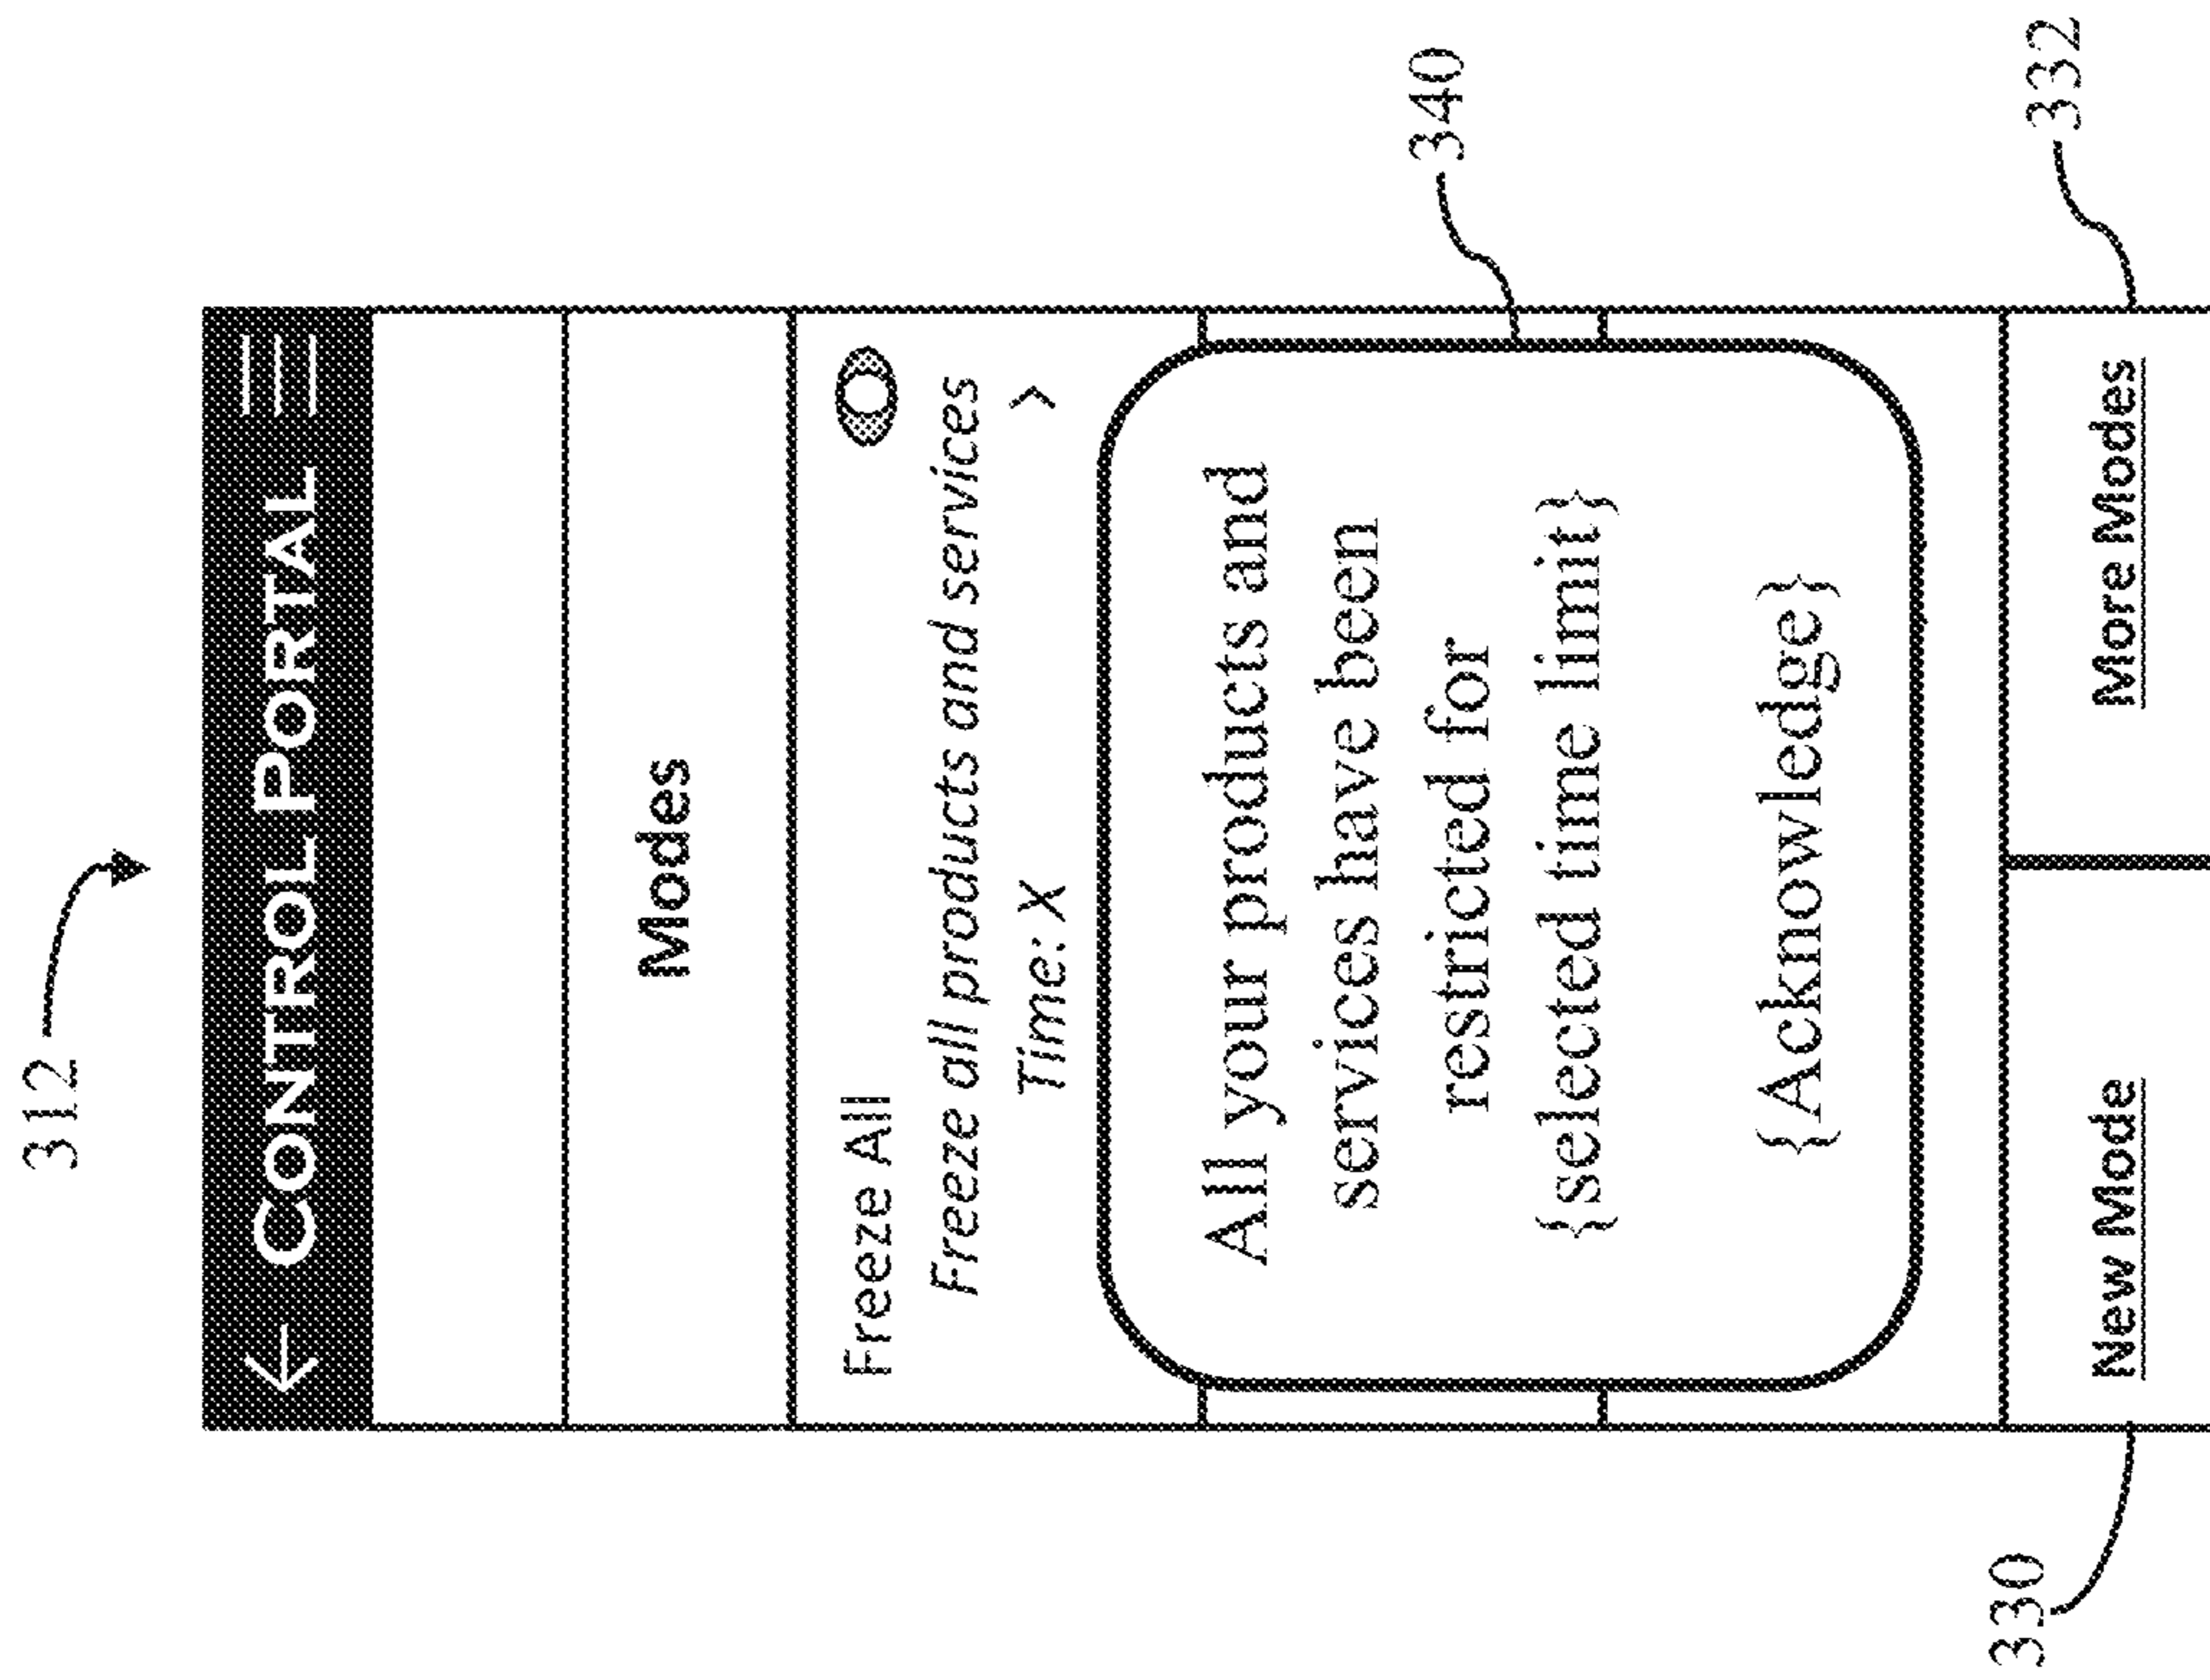 312
← CONTROL PORTAL
Modes
Freeze All
Freeze all products and services
Time: X >
All your products and
services have been
restricted for
{selected time limit}
{Acknowledge}
340
New Mode
More Modes
330
332